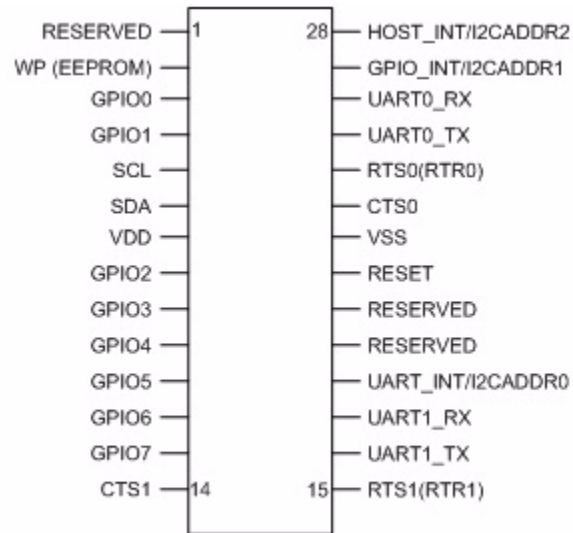 RESERVED 1 28 HOST_INT/I2CADDR2
WP (EEPROM) GPIO_INT/I2CADDR1
GPIO0 UART0_RX
GPIO1 UART0_TX
SCL RTS0(RTR0)
SDA CTS0
VDD VSS
GPIO2 RESET
GPIO3 RESERVED
GPIO4 RESERVED
GPIO5 UART_INT/I2CADDR0
GPIO6 UART1_RX
GPIO7 UART1_TX
CTS1 14 15 RTS1(RTR1)